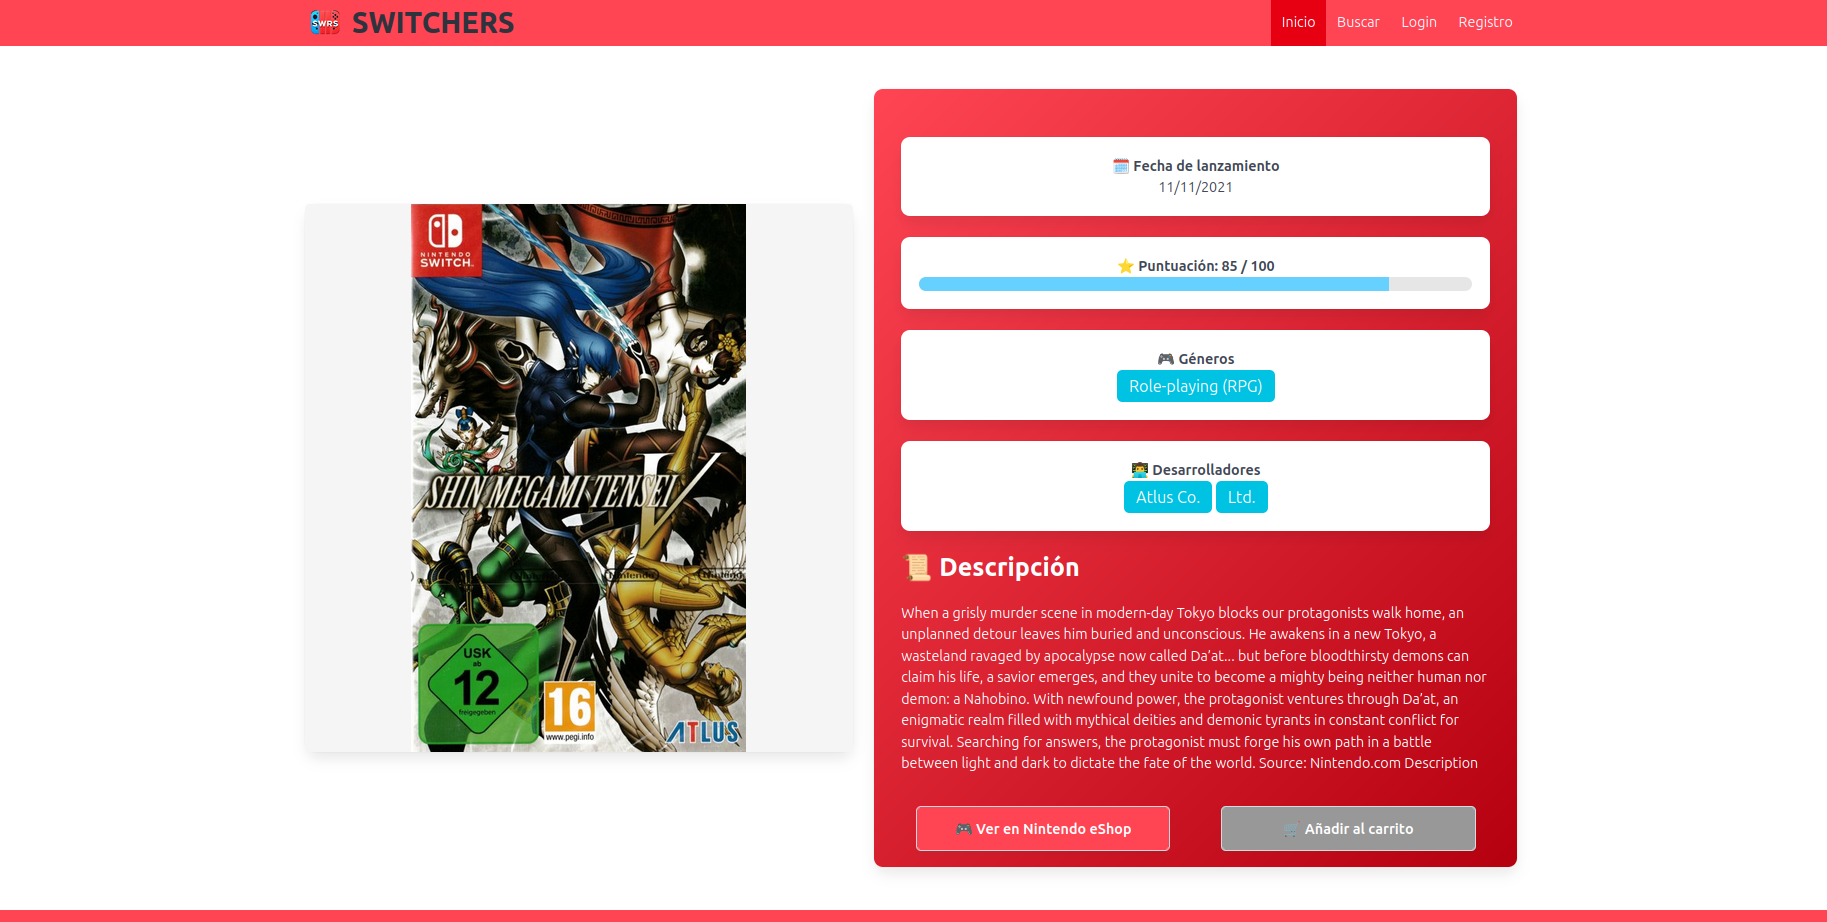 SWRS SWITCHERS
Inicio Buscar Login Registro
NINTENDO
SWITCH
SHIN MEGAMI TENSEI V
USK
ab
12
freigegeben
16
www.pegi.info
ATLUS
🗓️ Fecha de lanzamiento
11/11/2021
⭐ Puntuación: 85 / 100
🎮 Géneros
Role-playing (RPG)
👨‍💻 Desarrolladores
Atlus Co. Ltd.
📜 Descripción
When a grisly murder scene in modern-day Tokyo blocks our protagonists walk home, an
unplanned detour leaves him buried and unconscious. He awakens in a new Tokyo, a
wasteland ravaged by apocalypse now called Da’at... but before bloodthirsty demons can
claim his life, a savior emerges, and they unite to become a mighty being neither human nor
demon: a Nahobino. With newfound power, the protagonist ventures through Da’at, an
enigmatic realm filled with mythical deities and demonic tyrants in constant conflict for
survival. Searching for answers, the protagonist must forge his own path in a battle
between light and dark to dictate the fate of the world. Source: Nintendo.com Description
🎮 Ver en Nintendo eShop
🛒 Añadir al carrito